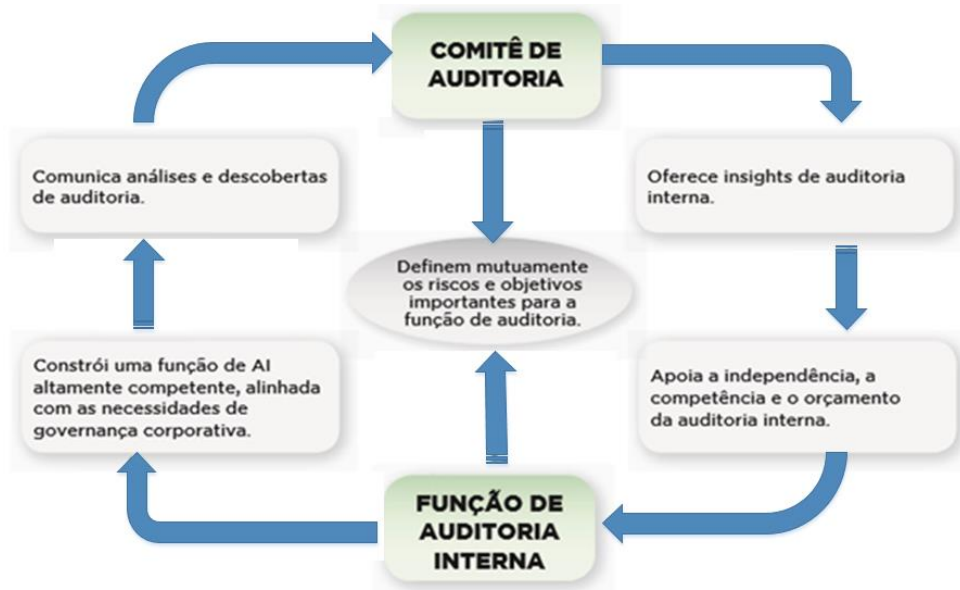 COMITÊ DE
AUDITORIA
Comunica análises e descobertas
de auditoria.
Oferece insights de auditoria
interna.
Definem mutuamente
os riscos e objetivos
importantes para a
função de auditoria.
Constrói uma função de AI
altamente competente, alinhada
com as necessidades de
governança corporativa.
Apoia a independência, a
competência e o orçamento
da auditoria interna.
FUNÇÃO DE
AUDITORIA
INTERNA